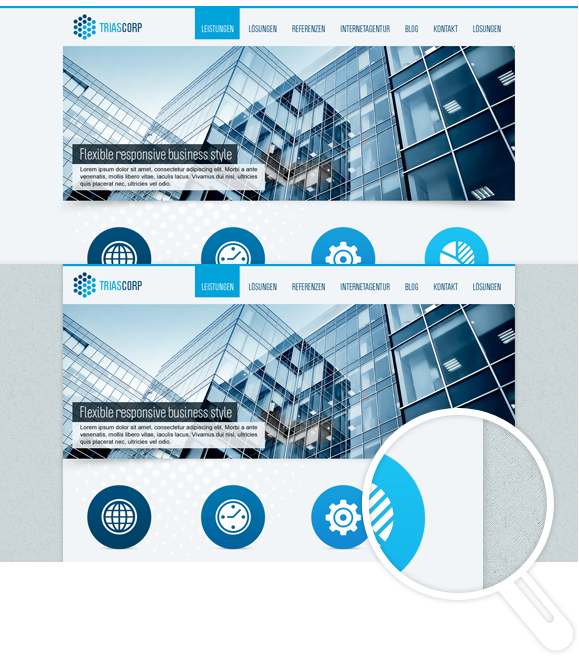 TRIASCORP
LEISTUNGEN LÖSUNGEN REFERENZEN INTERNETAGENTUR BLOG KONTAKT LÖSUNGEN
Flexible responsive business style
Lorem ipsum dolor sit amet, consectetur adipiscing elit. Morbi a ante
venenatis, mollis libero vitae, iaculis lacus. Vivamus dui nisi, ultricies
quis placerat nec, ultricies vel odio.
TRIASCORP
LEISTUNGEN LÖSUNGEN REFERENZEN INTERNETAGENTUR BLOG KONTAKT LÖSUNGEN
Flexible responsive business style
Lorem ipsum dolor sit amet, consectetur adipiscing elit. Morbi a ante
venenatis, mollis libero vitae, iaculis lacus. Vivamus dui nisi, ultricies
quis placerat nec, ultricies vel odio.